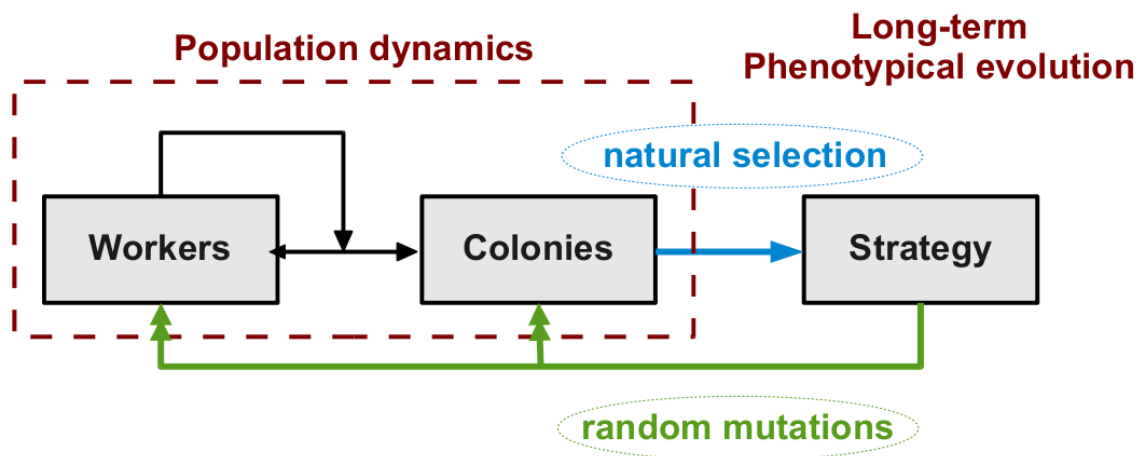 Population dynamics
Long-term
Phenotypical evolution
natural selection
Workers
Colonies
Strategy
random mutations